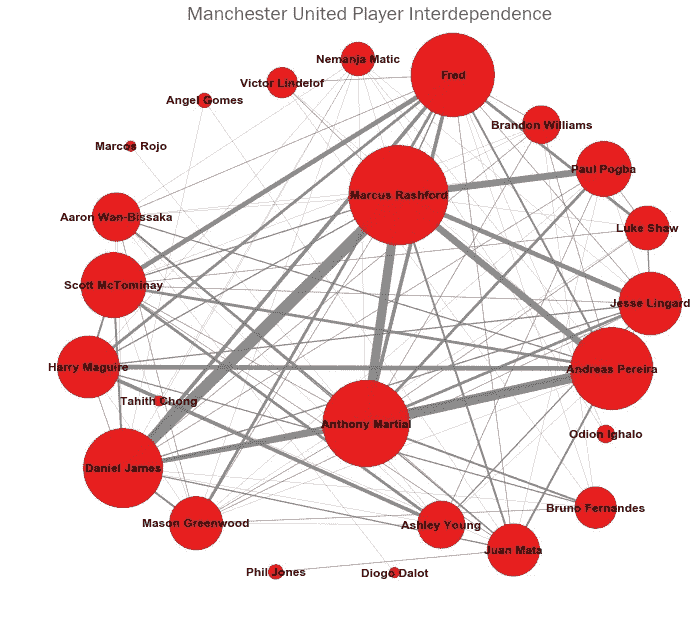 Manchester United Player Interdependence
Nemanja Matic
Fred
Victor Lindelof
Angel Gomes
Brandon Williams
Marcos Rojo
Paul Pogba
Marcus Rashford
Aaron Wan-Bissaka
Luke Shaw
Scott McTominay
Jesse Lingard
Harry Maguire
Andreas Pereira
Tahith Chong
Anthony Martial
Odion Ighalo
Daniel James
Bruno Fernandes
Mason Greenwood
Ashley Young
Juan Mata
Phil Jones
Diogo Dalot